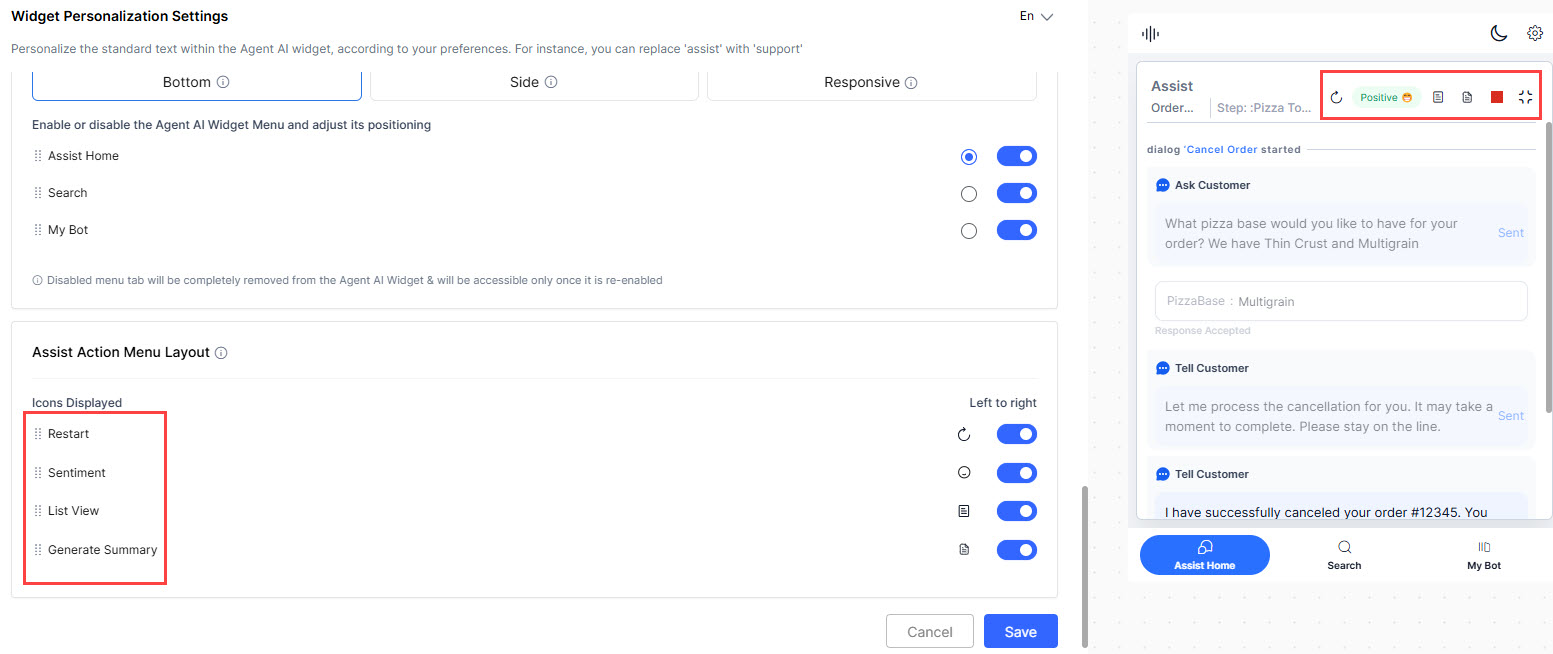 Widget Personalization Settings
En
Personalize the standard text within the Agent AI widget, according to your preferences. For instance, you can replace 'assist' with 'support'
Bottom
Side
Responsive
Enable or disable the Agent AI Widget Menu and adjust its positioning
Assist Home
Search
My Bot
Disabled menu tab will be completely removed from the Agent AI Widget & will be accessible only once it is re-enabled
Assist Action Menu Layout
Icons Displayed
Left to right
Restart
Sentiment
List View
Generate Summary
Cancel
Save
Assist
Order...
Step: :Pizza To...
Positive
dialog 'Cancel Order started
Ask Customer
What pizza base would you like to have for your
order? We have Thin Crust and Multigrain
Sent
PizzaBase : Multigrain
Response Accepted
Tell Customer
Let me process the cancellation for you. It may take a
moment to complete. Please stay on the line.
Sent
Tell Customer
I have successfully canceled your order #12345. You
Assist Home
Search
My Bot